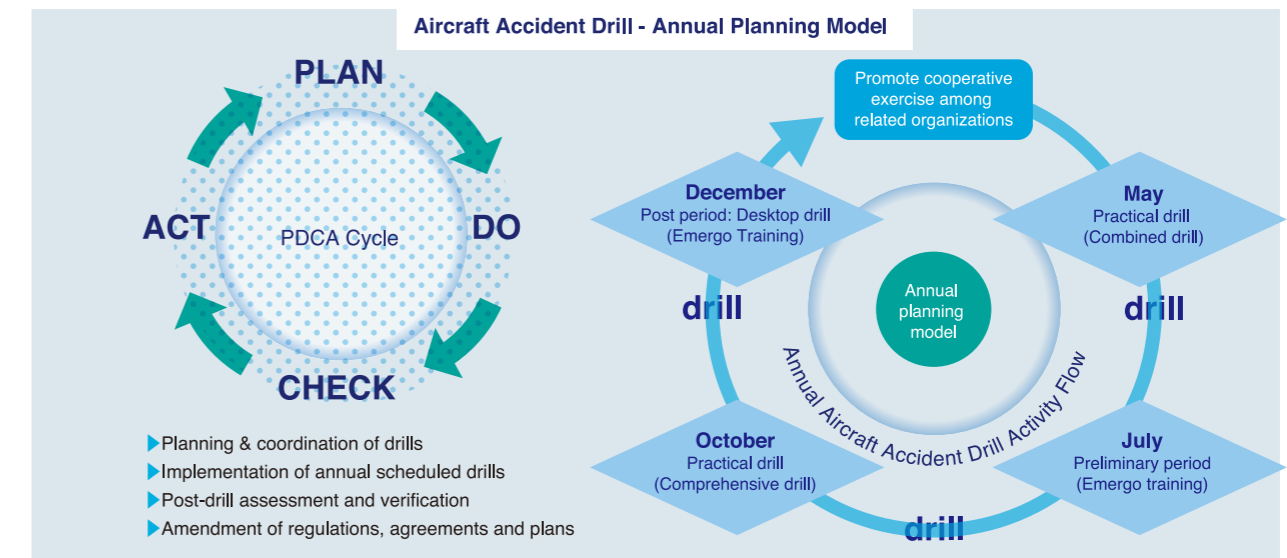 Aircraft Accident Drill - Annual Planning Model
PLAN
DO
CHECK
ACT
PDCA Cycle
Planning & coordination of drills
Implementation of annual scheduled drills
Post-drill assessment and verification
Amendment of regulations, agreements and plans
Promote cooperative
exercise among
related organizations
May
Practical drill
(Combined drill)
drill
July
Preliminary period
(Emergo training)
drill
October
Practical drill
(Comprehensive drill)
drill
December
Post period: Desktop drill
(Emergo Training)
Annual
planning
model
Annual Aircraft Accident Drill Activity Flow